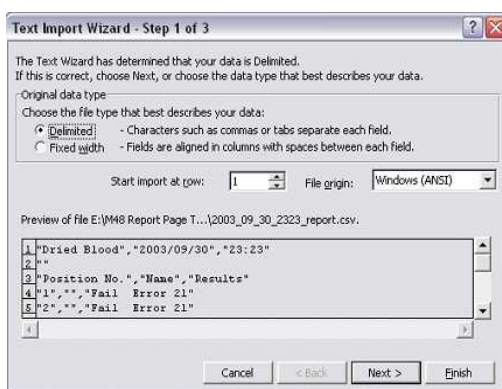 Text Import Wizard - Step 1 of 3
The Text Wizard has determined that your data is Delimited.
If this is correct, choose Next, or choose the data type that best describes your data.
Original data type
Choose the file type that best describes your data:
Delimited - Characters such as commas or tabs separate each field.
Fixed width - Fields are aligned in columns with spaces between each field.
Start import at row: 1 File origin: Windows (ANSI)
Preview of file E:\M48 Report Page T...\2003_09_30_2323_report.csv.
1 "Dried Blood","2003/09/30","23:23"
2 ""
3 "Position No.","Name","Results"
4 "1","","Fail Error 21"
5 "2","","Fail Error 21"
Cancel < Back Next > Finish